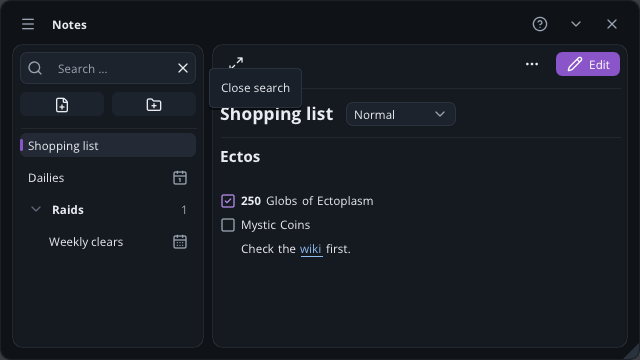 Notes
Search ...
Close search
Edit
Shopping list
Dailies
Raids 1
Weekly clears
Shopping list Normal
Ectos
250 Globs of Ectoplasm
Mystic Coins
Check the wiki first.